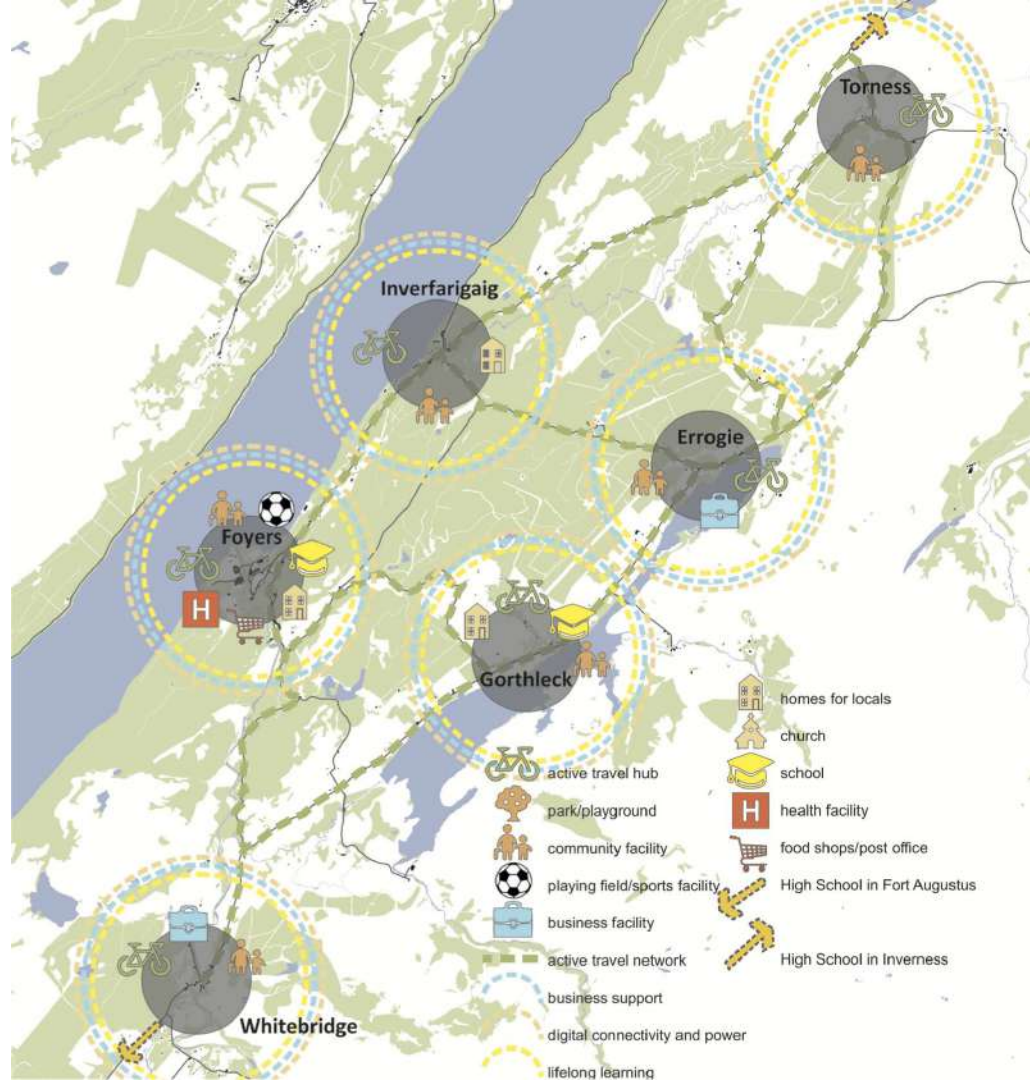 Torness
Inverfarigaig
Errogie
Foyers
H
Gorthleck
Whitebridge
active travel hub
park/playground
community facility
playing field/sports facility
business facility
active travel network
business support
digital connectivity and power
lifelong learning
homes for locals
church
school
H
health facility
food shops/post office
High School in Fort Augustus
High School in Inverness